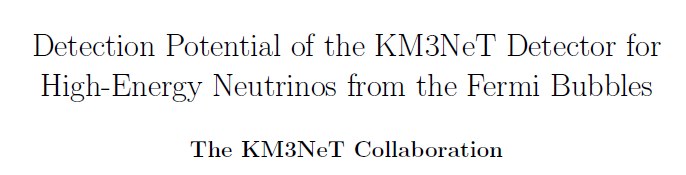 Detection Potential of the KM3NeT Detector for
High-Energy Neutrinos from the Fermi Bubbles
The KM3NeT Collaboration